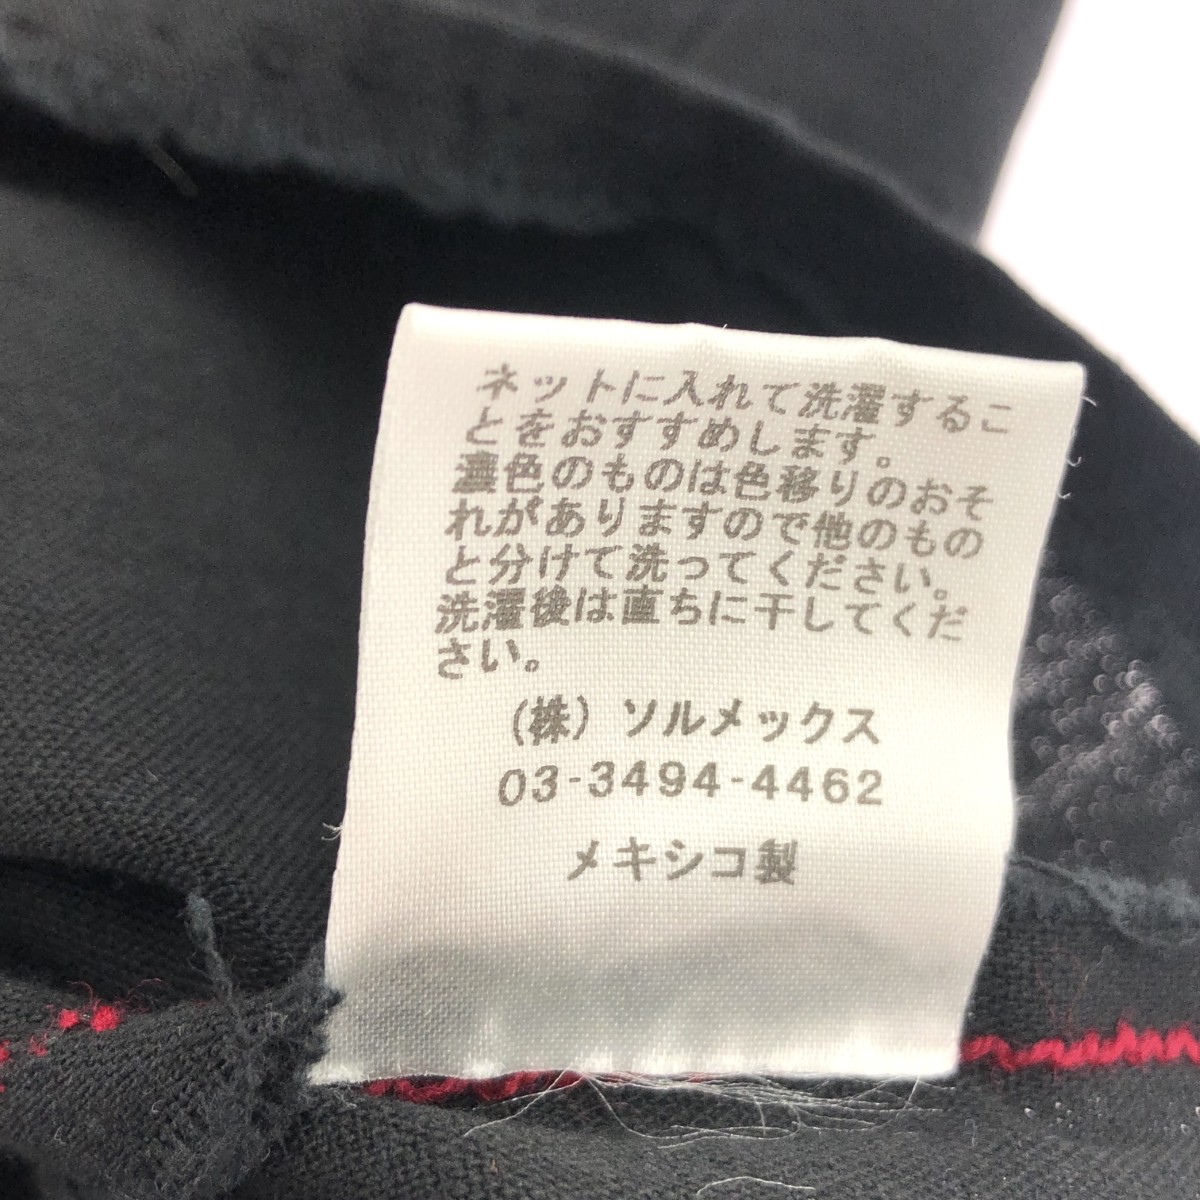 ネットに入れて洗濯するこ
とをおすすめします。
濃色のものは色移りのおそ
れがありますので他のもの
と分けて洗ってください。
洗濯後は直ちに干してくだ
さい。
(株) ソルメックス
03-3494-4462
メキシコ製